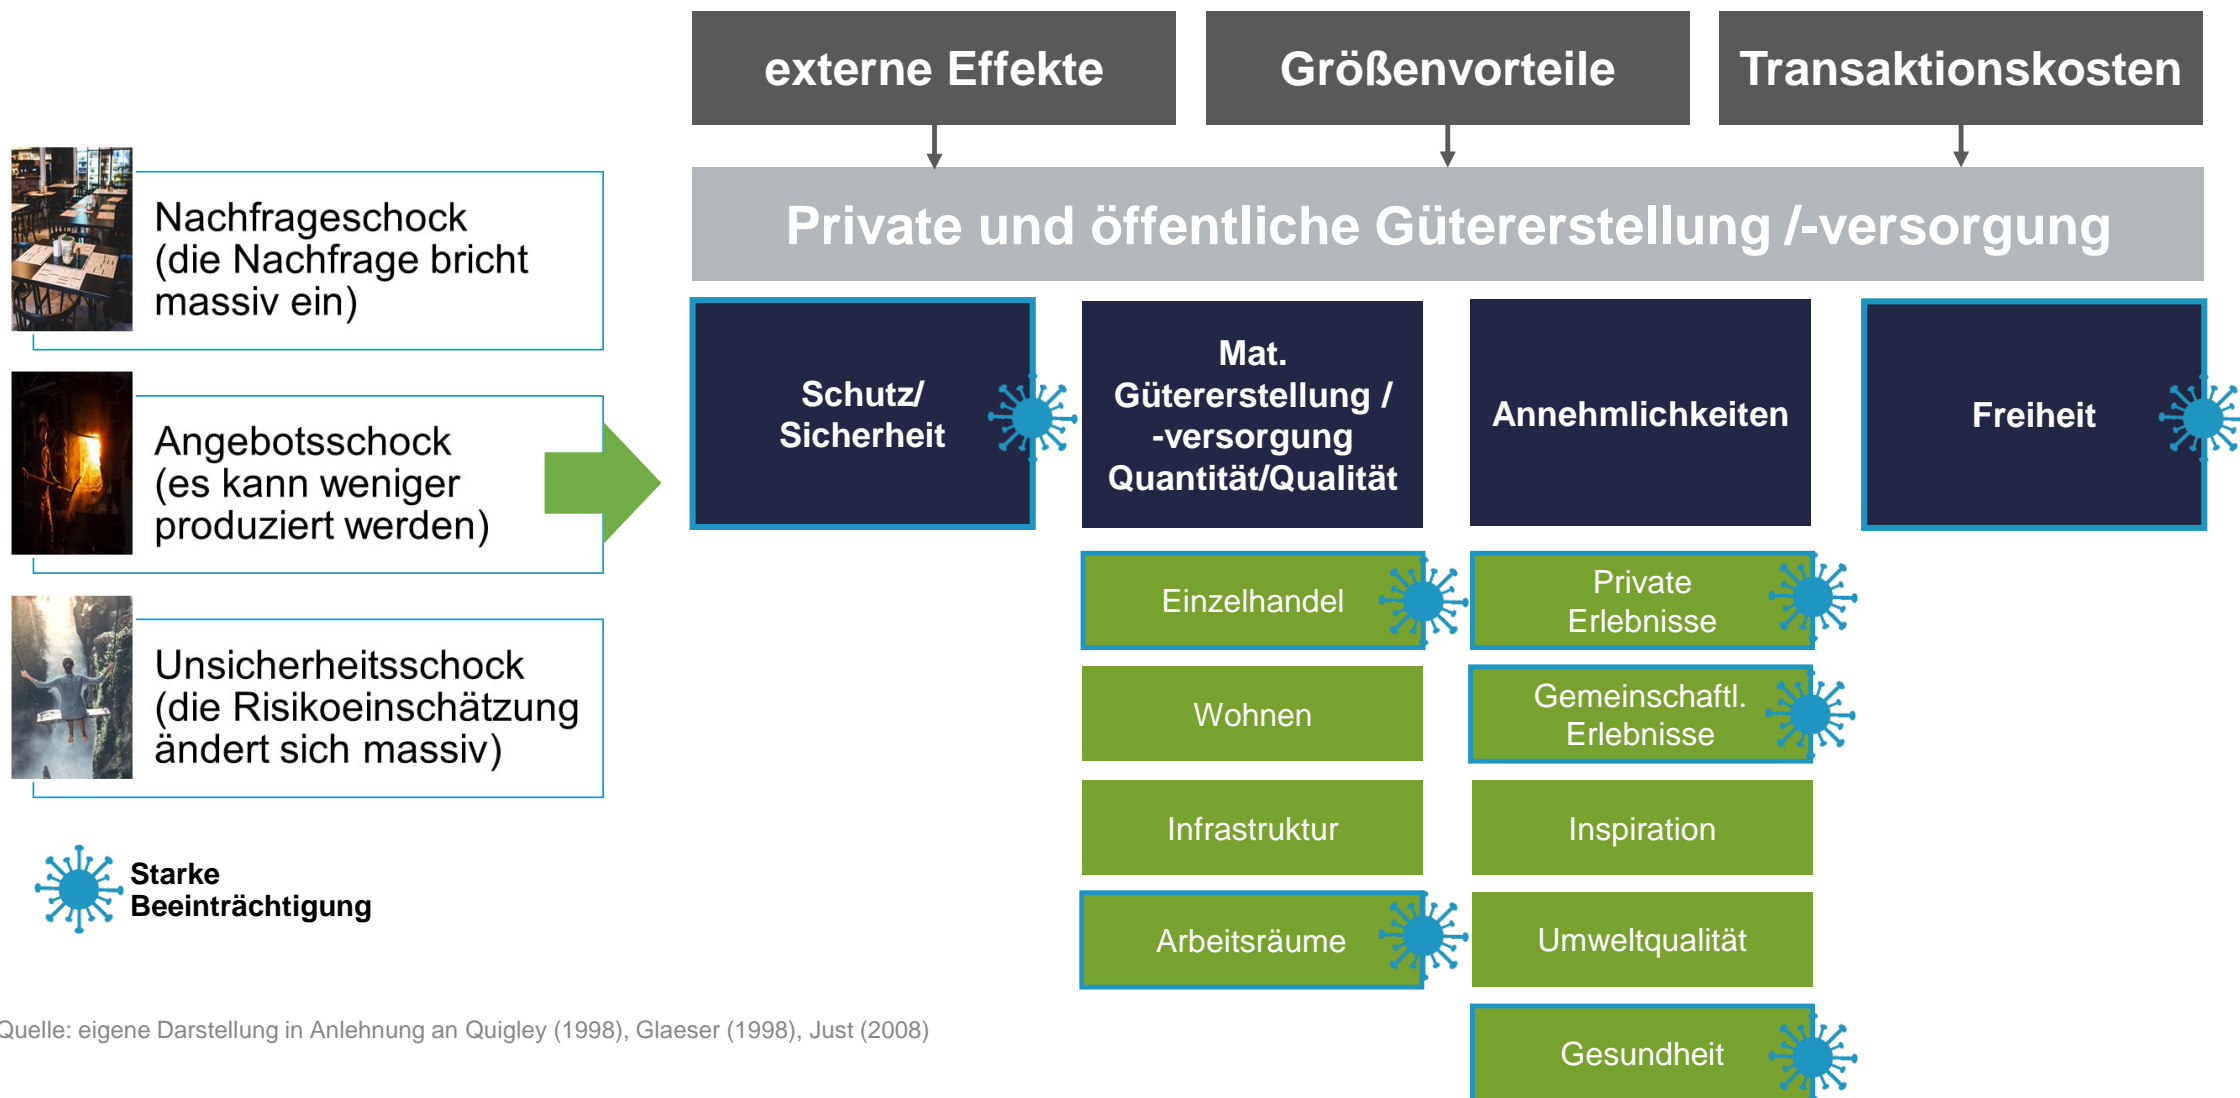 externe Effekte
Größenvorteile
Transaktionskosten
Private und öffentliche Gütererstellung /-versorgung
Nachfrageschock
(die Nachfrage bricht
massiv ein)
Angebotsschock
(es kann weniger
produziert werden)
Unsicherheitsschock
(die Risikoeinschätzung
ändert sich massiv)
Starke
Beeinträchtigung
Schutz/
Sicherheit
Mat.
Gütererstellung /
-versorgung
Quantität/Qualität
Annehmlichkeiten
Freiheit
Einzelhandel
Wohnen
Infrastruktur
Arbeitsräume
Private
Erlebnisse
Gemeinschaftl.
Erlebnisse
Inspiration
Umweltqualität
Gesundheit
Quelle: eigene Darstellung in Anlehnung an Quigley (1998), Glaeser (1998), Just (2008)